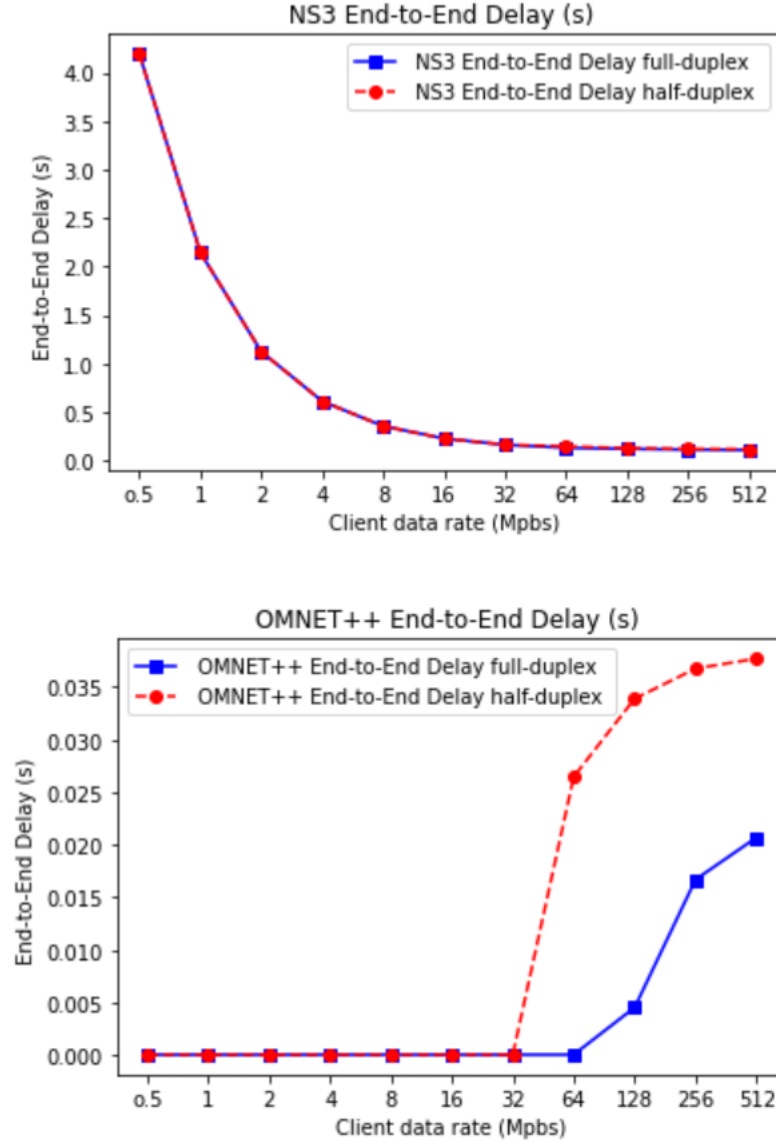 NS3 End-to-End Delay (s)
NS3 End-to-End Delay full-duplex
NS3 End-to-End Delay half-duplex
End-to-End Delay (s)
4.0
3.5
3.0
2.5
2.0
1.5
1.0
0.5
0.0
o.5 1 2 4 8 16 32 64 128 256 512
Client data rate (Mpbs)
OMNET++ End-to-End Delay (s)
OMNET++ End-to-End Delay full-duplex
OMNET++ End-to-End Delay half-duplex
End-to-End Delay (s)
0.035
0.030
0.025
0.020
0.015
0.010
0.005
0.000
o.5 1 2 4 8 16 32 64 128 256 512
Client data rate (Mpbs)